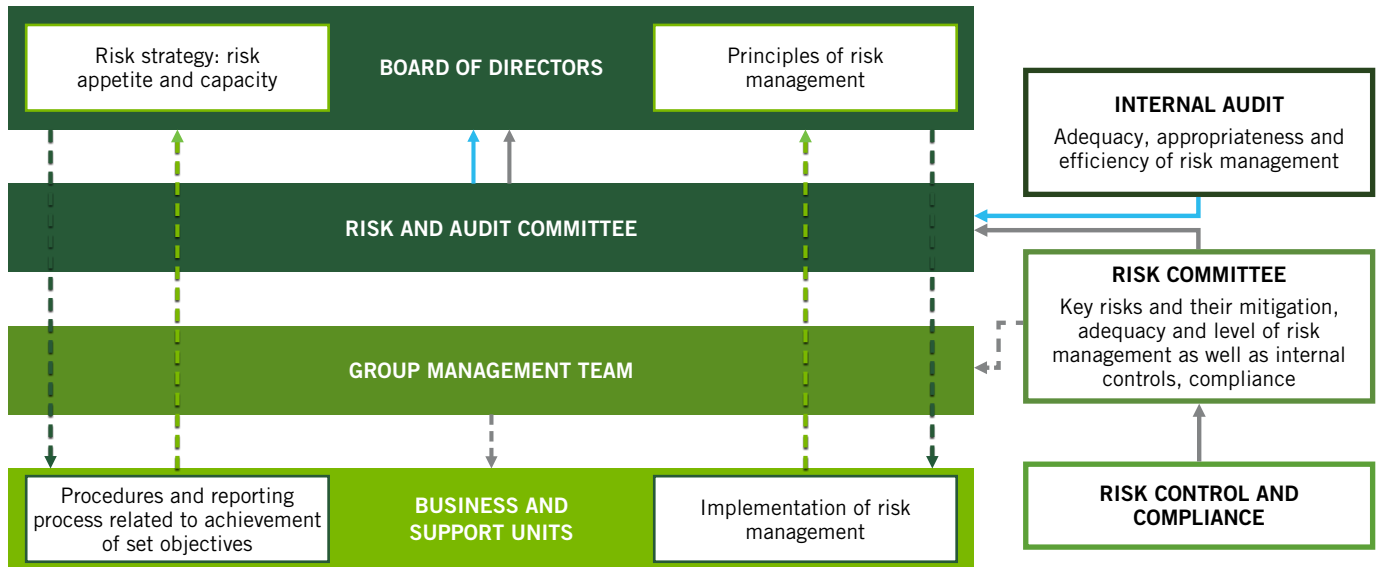 Risk strategy: risk
appetite and capacity
BOARD OF DIRECTORS
Principles of risk
management
INTERNAL AUDIT
Adequacy, appropriateness and
efficiency of risk management
RISK AND AUDIT COMMITTEE
RISK COMMITTEE
Key risks and their mitigation,
adequacy and level of risk
management as well as internal
controls, compliance
GROUP MANAGEMENT TEAM
Procedures and reporting
process related to achievement
of set objectives
BUSINESS AND
SUPPORT UNITS
Implementation of risk
management
RISK CONTROL AND
COMPLIANCE